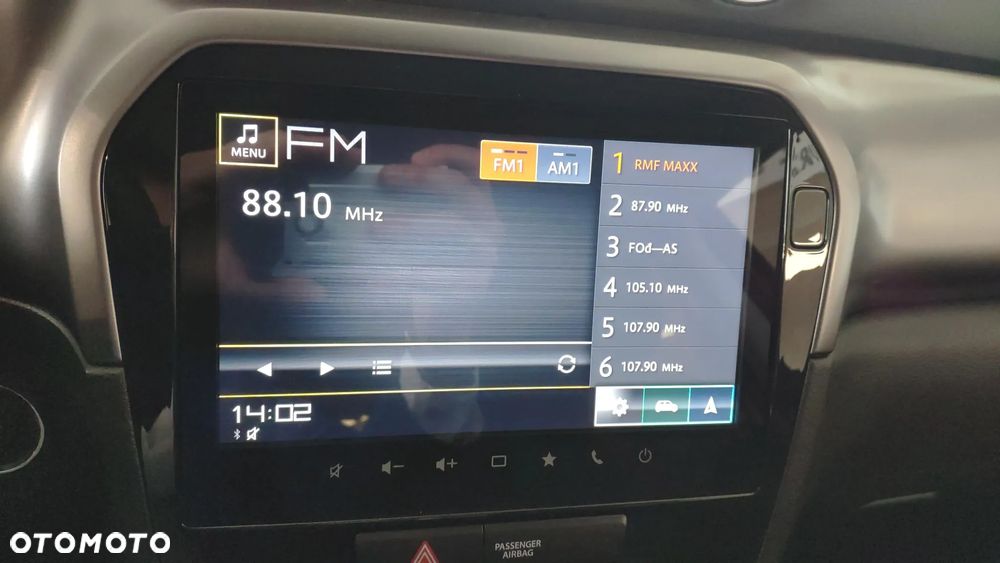 MENU
FM
FM1
AM1
88.10 MHz
1 RMF MAXX
2 87.90 MHz
3 FOd—AS
4 105.10 MHz
5 107.90 MHz
6 107.90 MHz
14:02
PASSENGER
AIRBAG
OTOMOTO